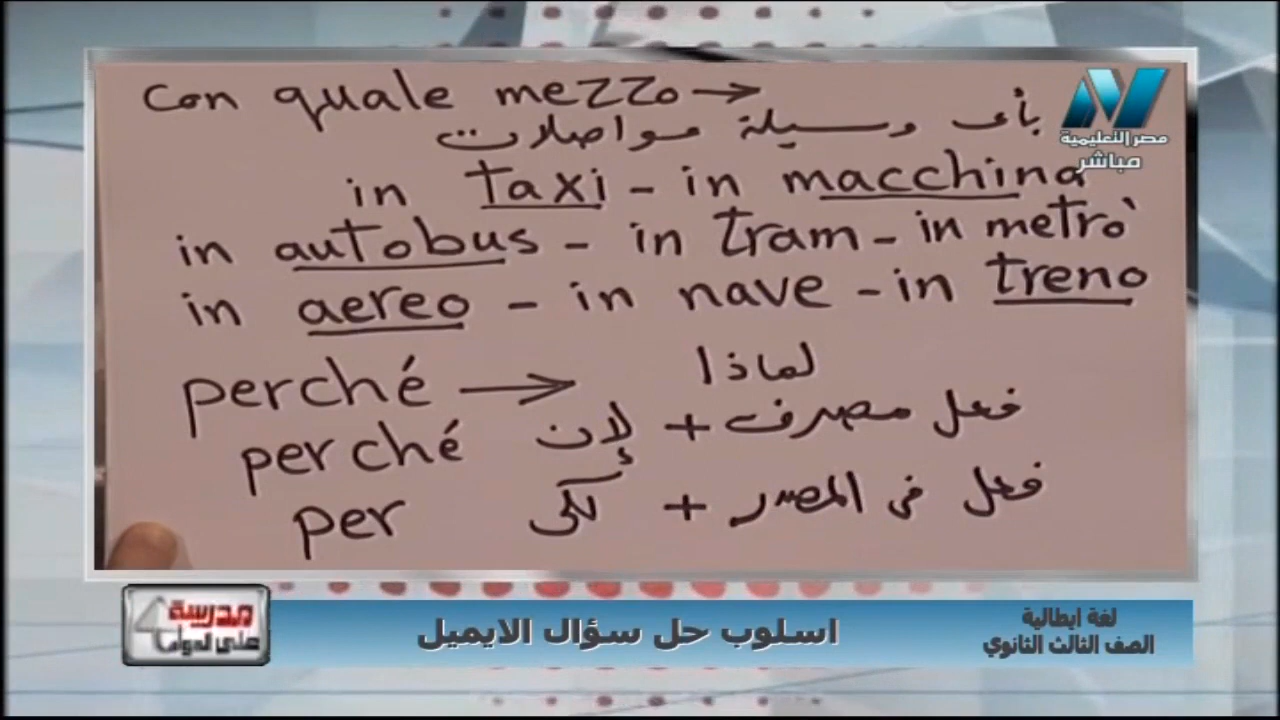 con quale mezzo →
بأى وسيلة مواصلات
in taxi - in macchina
in autobus - in tram - in metrò
in aereo - in nave - in treno
perché → لماذا
perché لإن + فعل مصرف
per لكى + فعل فى المصدر
مصر التعليمية
مباشر
مدرسة
على الهواء
اسلوب حل سؤال الايميل
لغة ايطالية
الصف الثالث الثانوي